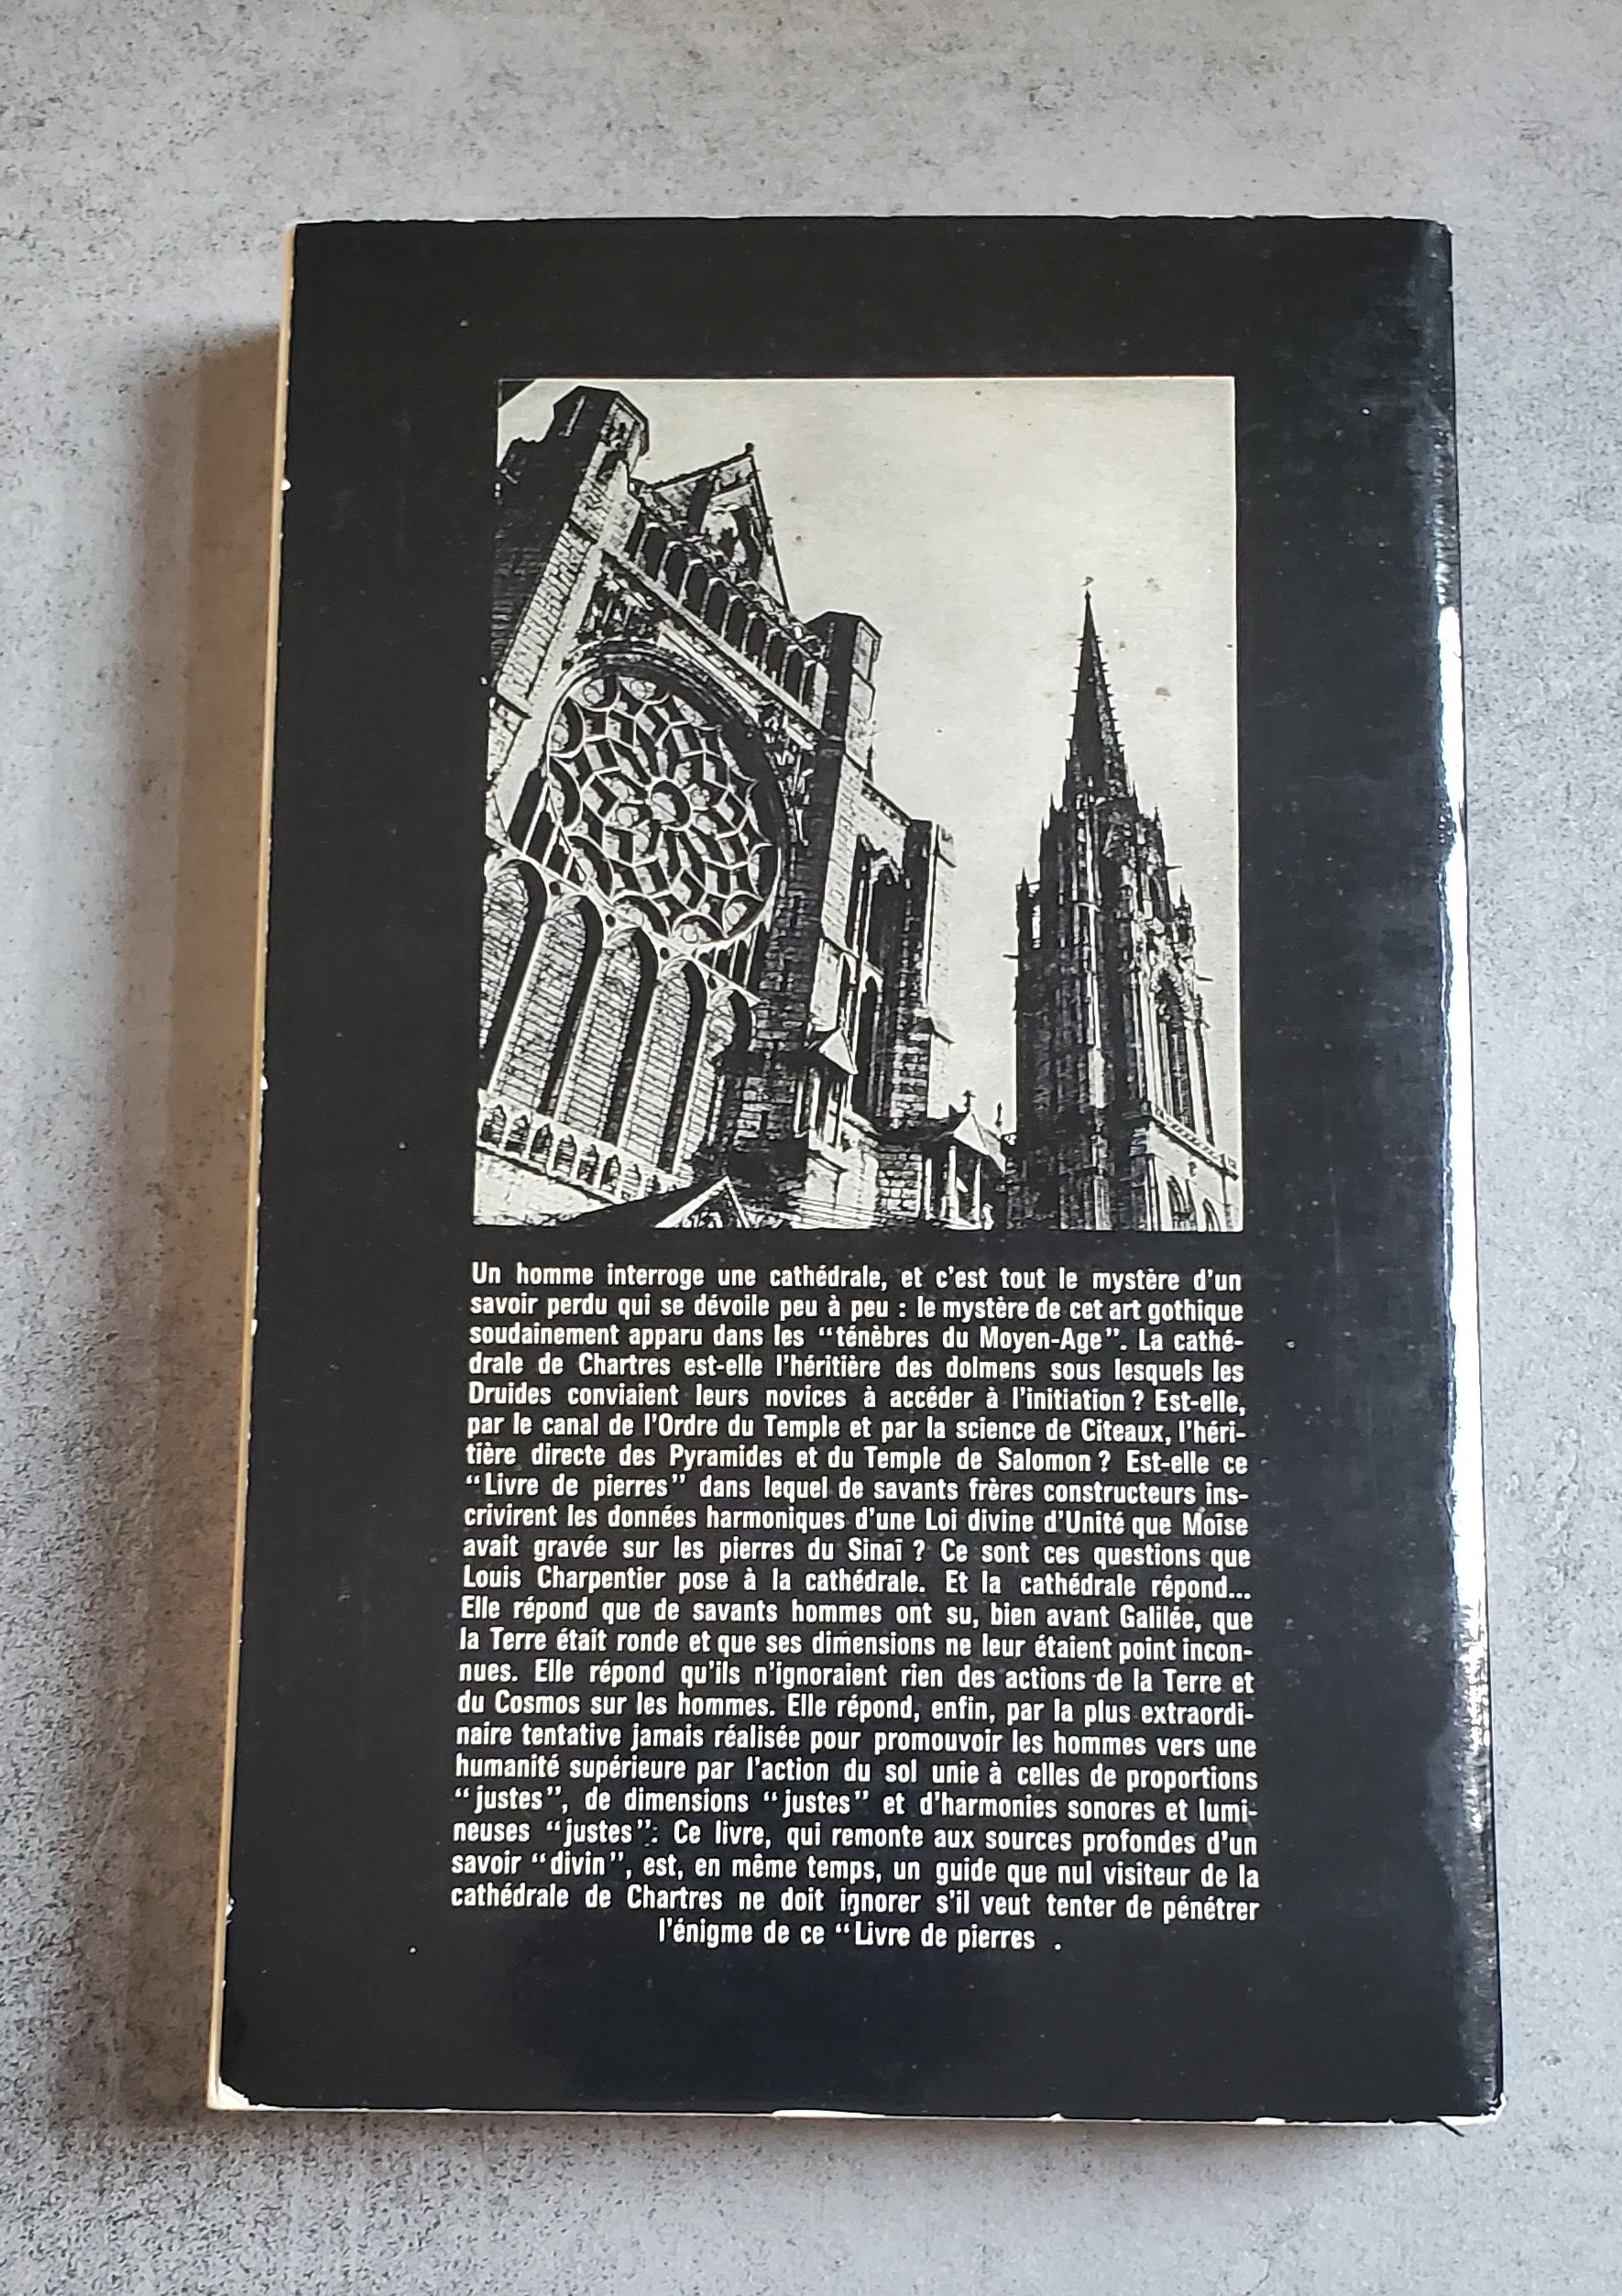 Un homme interroge une cathédrale, et c'est tout le mystère d'un
savoir perdu qui se dévoile peu à peu : le mystère de cet art gothique
soudainement apparu dans les “ténèbres du Moyen-Age”. La cathé-
drale de Chartres est-elle l'héritière des dolmens sous lesquels les
Druides conviaient leurs novices à accéder à l'initiation ? Est-elle,
par le canal de l'Ordre du Temple et par la science de Citeaux, l'héri-
tière directe des Pyramides et du Temple de Salomon ? Est-elle ce
“Livre de pierres” dans lequel de savants frères constructeurs ins-
crivirent les données harmoniques d'une Loi divine d'Unité que Moïse
avait gravée sur les pierres du Sinaï ? Ce sont ces questions que
Louis Charpentier pose à la cathédrale. Et la cathédrale répond...
Elle répond que de savants hommes ont su, bien avant Galilée, que
la Terre était ronde et que ses dimensions ne leur étaient point incon-
nues. Elle répond qu'ils n'ignoraient rien des actions de la Terre et
du Cosmos sur les hommes. Elle répond, enfin, par la plus extraordi-
naire tentative jamais réalisée pour promouvoir les hommes vers une
humanité supérieure par l'action du sol unie à celles de proportions
“justes”, de dimensions “justes” et d'harmonies sonores et lumi-
neuses “justes”. Ce livre, qui remonte aux sources profondes d'un
savoir “divin”, est, en même temps, un guide que nul visiteur de la
cathédrale de Chartres ne doit ignorer s'il veut tenter de pénétrer
l'énigme de ce “Livre de pierres .